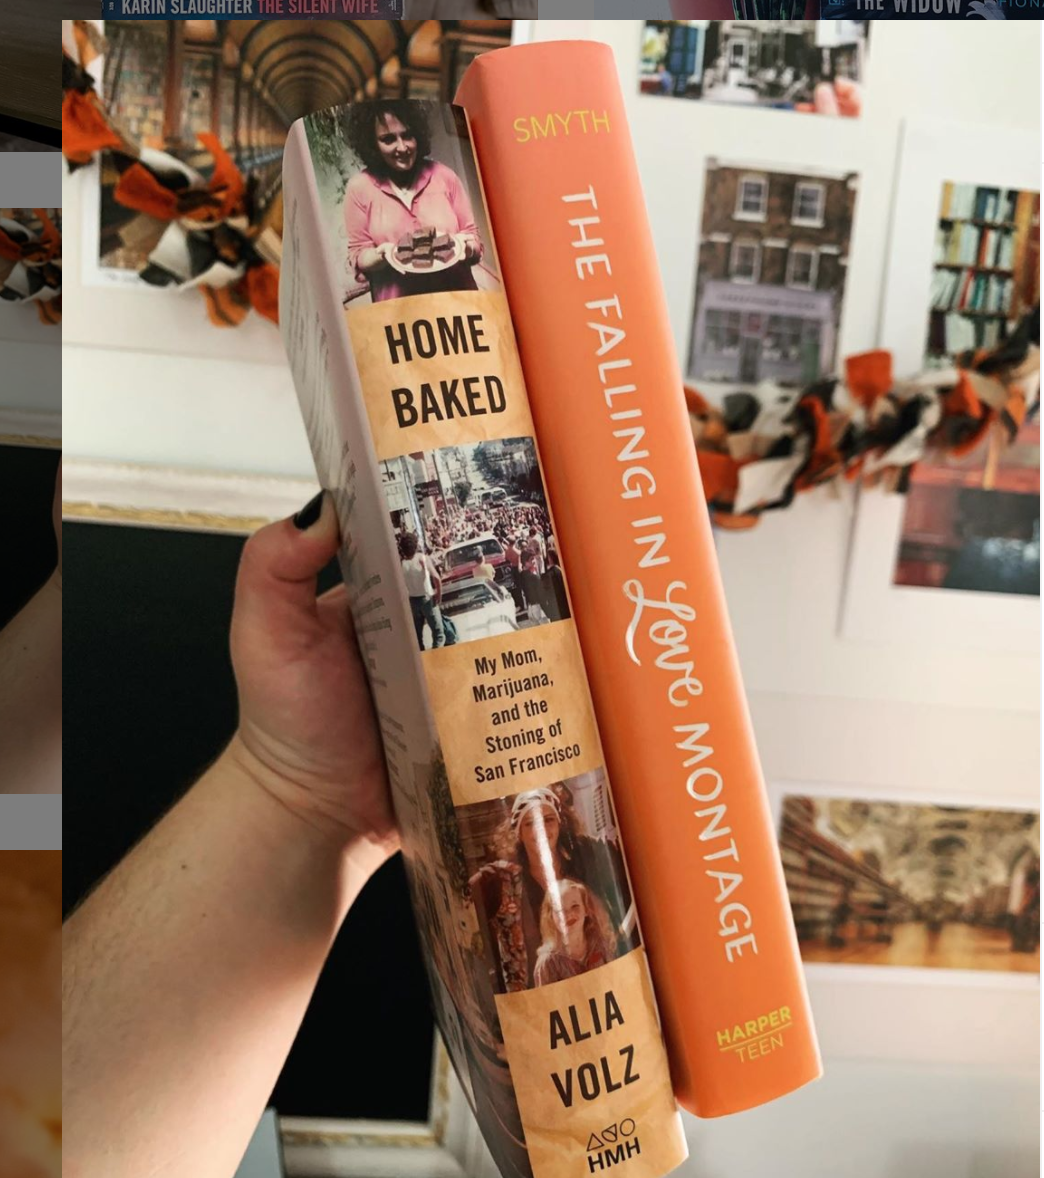 KARIN SLAUGHTER THE SILENT WIFE
THE WIDOW
HOME
BAKED
My Mom,
Marijuana,
and the
Stoning of
San Francisco
ALIA
VOLZ
HMH
SMYTH
THE FALLING IN Love MONTAGE
HARPER
TEEN